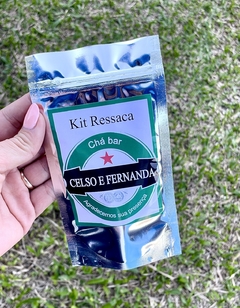 Kit Ressaca
Chá bar
CELSO E FERNANDA
Agradecemos sua presença